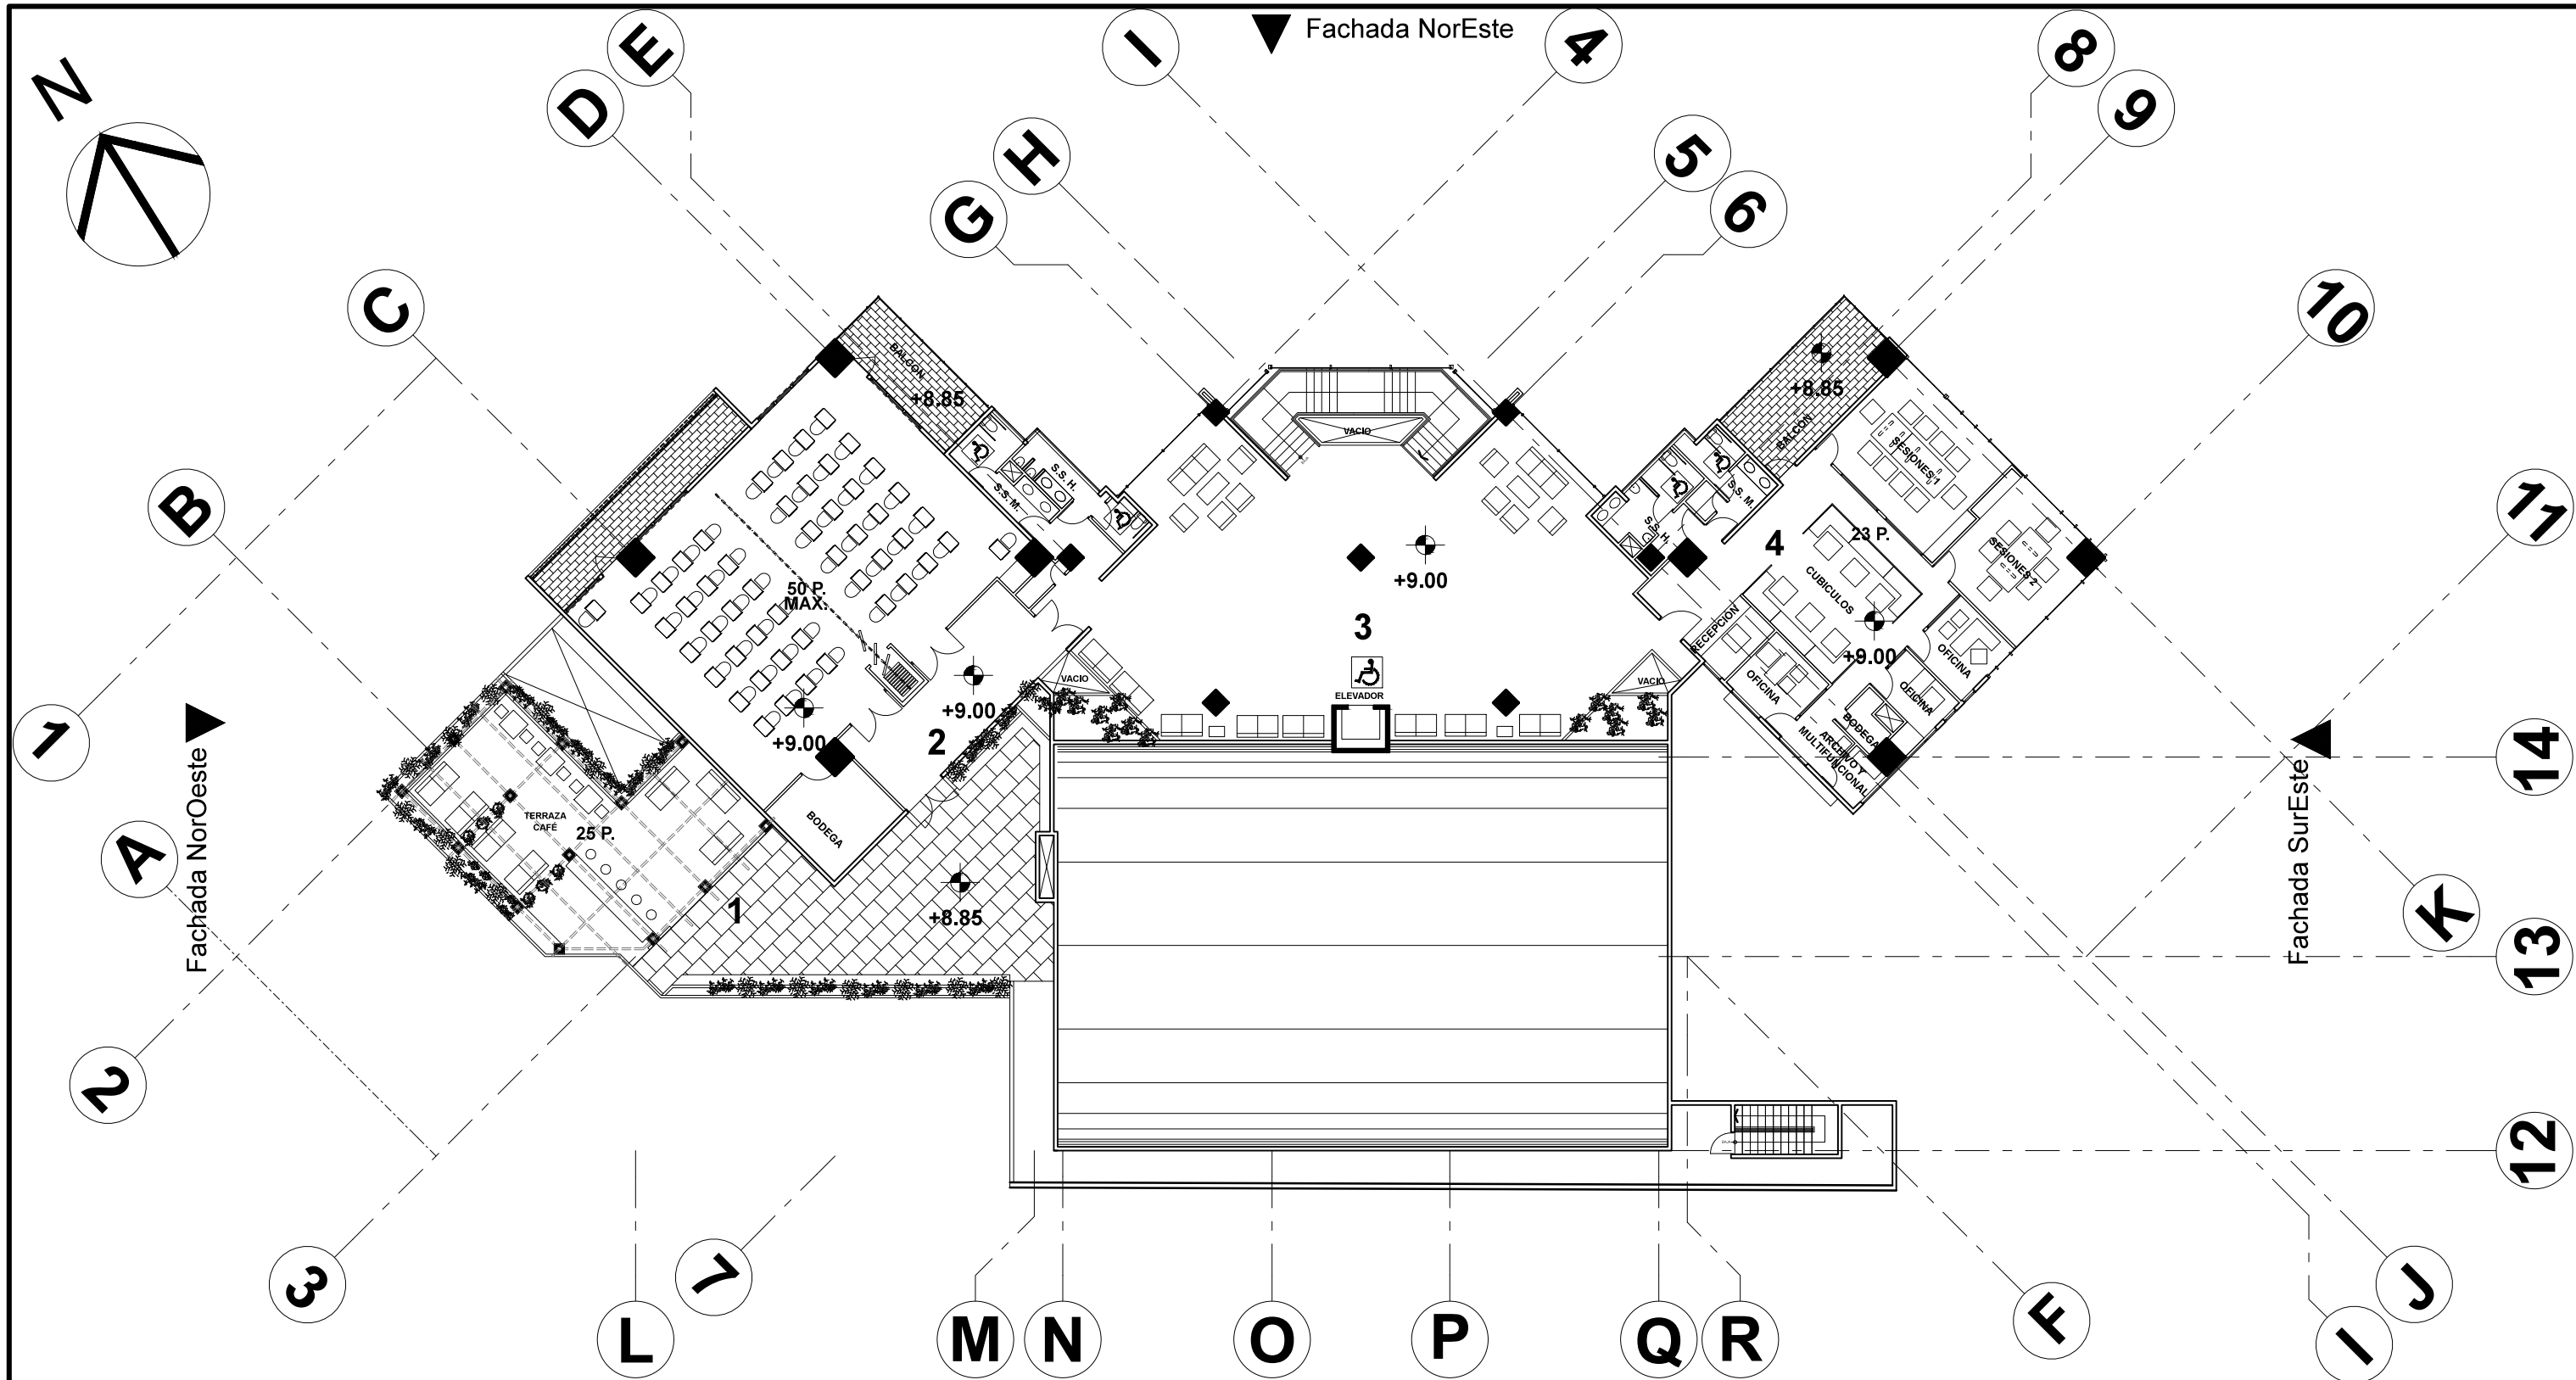 Fachada NorEste
N
E
D
I
4
8
9
H
G
5
6
C
10
B
11
1
A
2
3
Fachada NorOeste
BALCON
+8.85
S.S. H.
S.S. M.
50 P.
MAX.
+9.00
+9.00
2
BODEGA
TERRAZA
CAFÉ
25 P.
1
+8.85
VACIO
VACIO
+9.00
3
ELEVADOR
VACIO
+8.85
BALCON
S.S. M.
S.S. H.
4
23 P.
SESIONES 1
SESIONES 2
CUBICULOS
RECEPCION
+9.00
OFICINA
OFICINA
OFICINA
BODEGA
ARCHIVO Y
MULTIFUNCIONAL
Fachada SurEste
14
K
13
12
J
I
F
L
7
M
N
O
P
Q
R